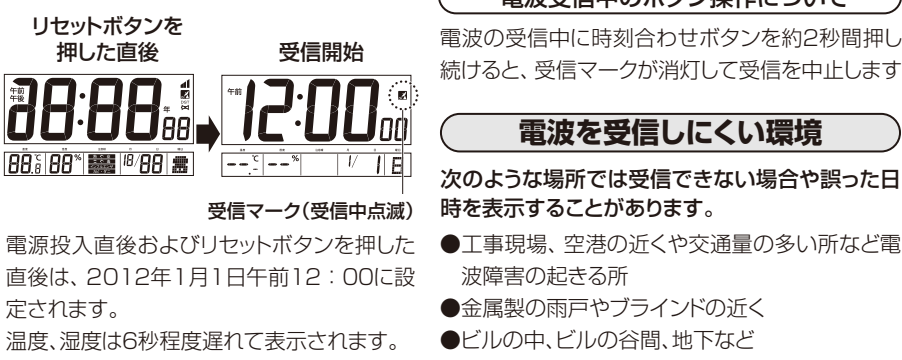 リセットボタンを
押した直後
受信開始
午前
午後
88:88
年
88
88.8℃
88%
18/88
午前
12:00
00
--.-℃
--%
1/ 1
日
受信マーク(受信中点滅)
電源投入直後およびリセットボタンを押した
直後は、2012年1月1日午前12:00に設
定されます。
温度、湿度は6秒程度遅れて表示されます。
電波受信中のボタン操作について
電波の受信中に時刻合わせボタンを約2秒間押し
続けると、受信マークが消灯して受信を中止します
電波を受信しにくい環境
次のような場所では受信できない場合や誤った日
時を表示することがあります。
●工事現場、空港の近くや交通量の多い所など電
波障害の起きる所
●金属製の雨戸やブラインドの近く
●ビルの中、ビルの谷間、地下など